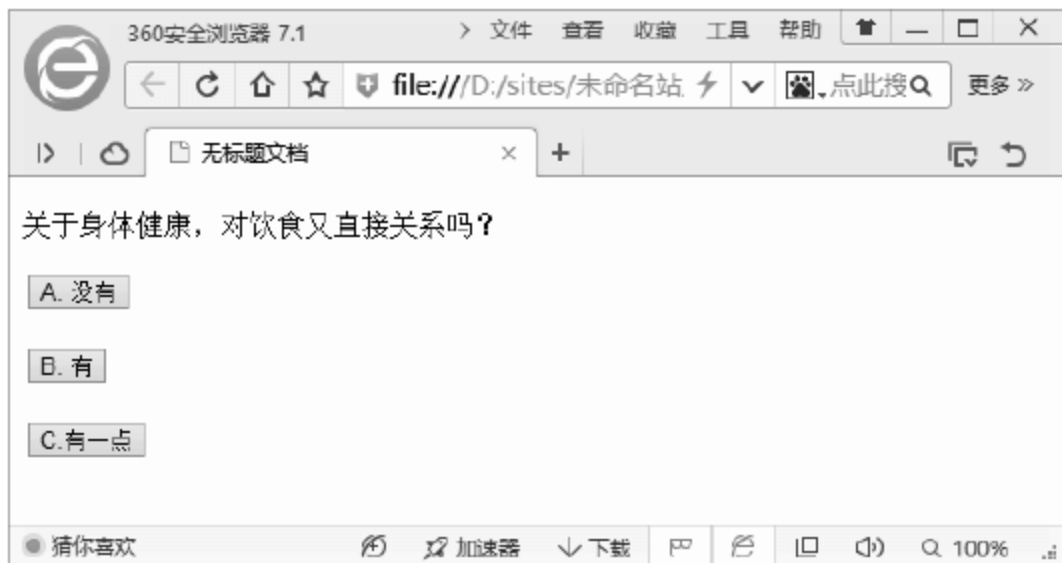 360安全浏览器 7.1 > 文件 查看 收藏 工具 帮助
file:///D:/sites/未命名站 点此搜 更多 »
无标题文档
关于身体健康，对饮食又直接关系吗？
A. 没有
B. 有
C.有一点
猜你喜欢 加速器 下载 100%